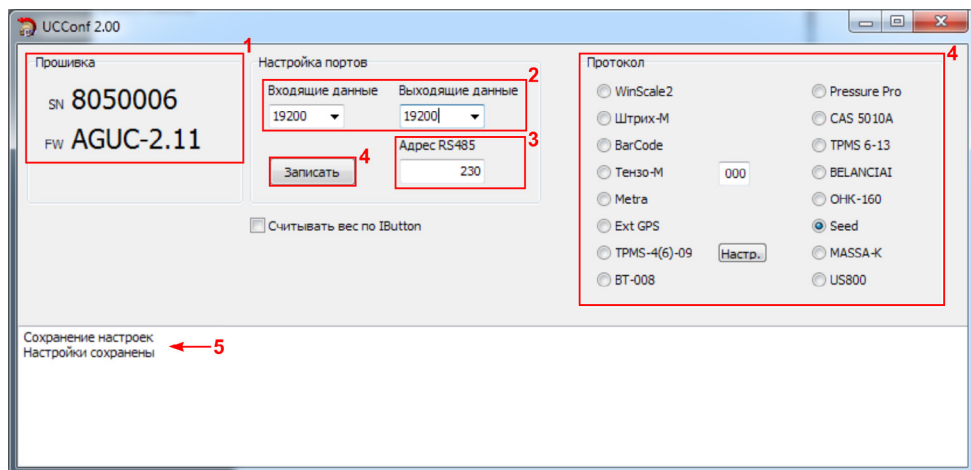 UCConf 2.00
1
Прошивка
SN 8050006
FW AGUC-2.11
Настройка портов
2
Входящие данные
Выходящие данные
19200
19200
3
Адрес RS485
230
4
Записать
Считывать вес по IButton
4
Протокол
WinScale2
Штрих-М
BarCode
Тензо-М
000
Metra
Ext GPS
TPMS-4(6)-09
Настр.
BT-008
Pressure Pro
CAS 5010A
TPMS 6-13
BELANCIAI
ОНК-160
Seed
MASSA-K
US800
Сохранение настроек
Настройки сохранены
5